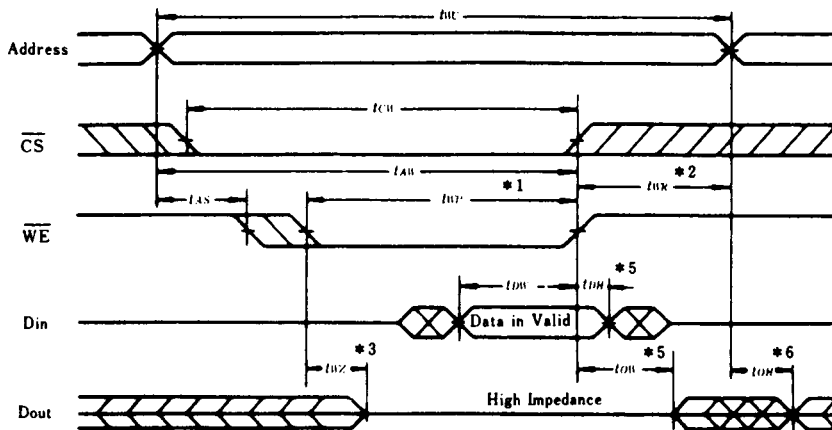 tWC
Address
tCW
CS
tAW
*1
*2
tAS
tWP
tWR
WE
*5
tDW
tDH
Din
Data in Valid
*3
*5
*6
tWZ
tOW
tOH
High Impedance
Dout